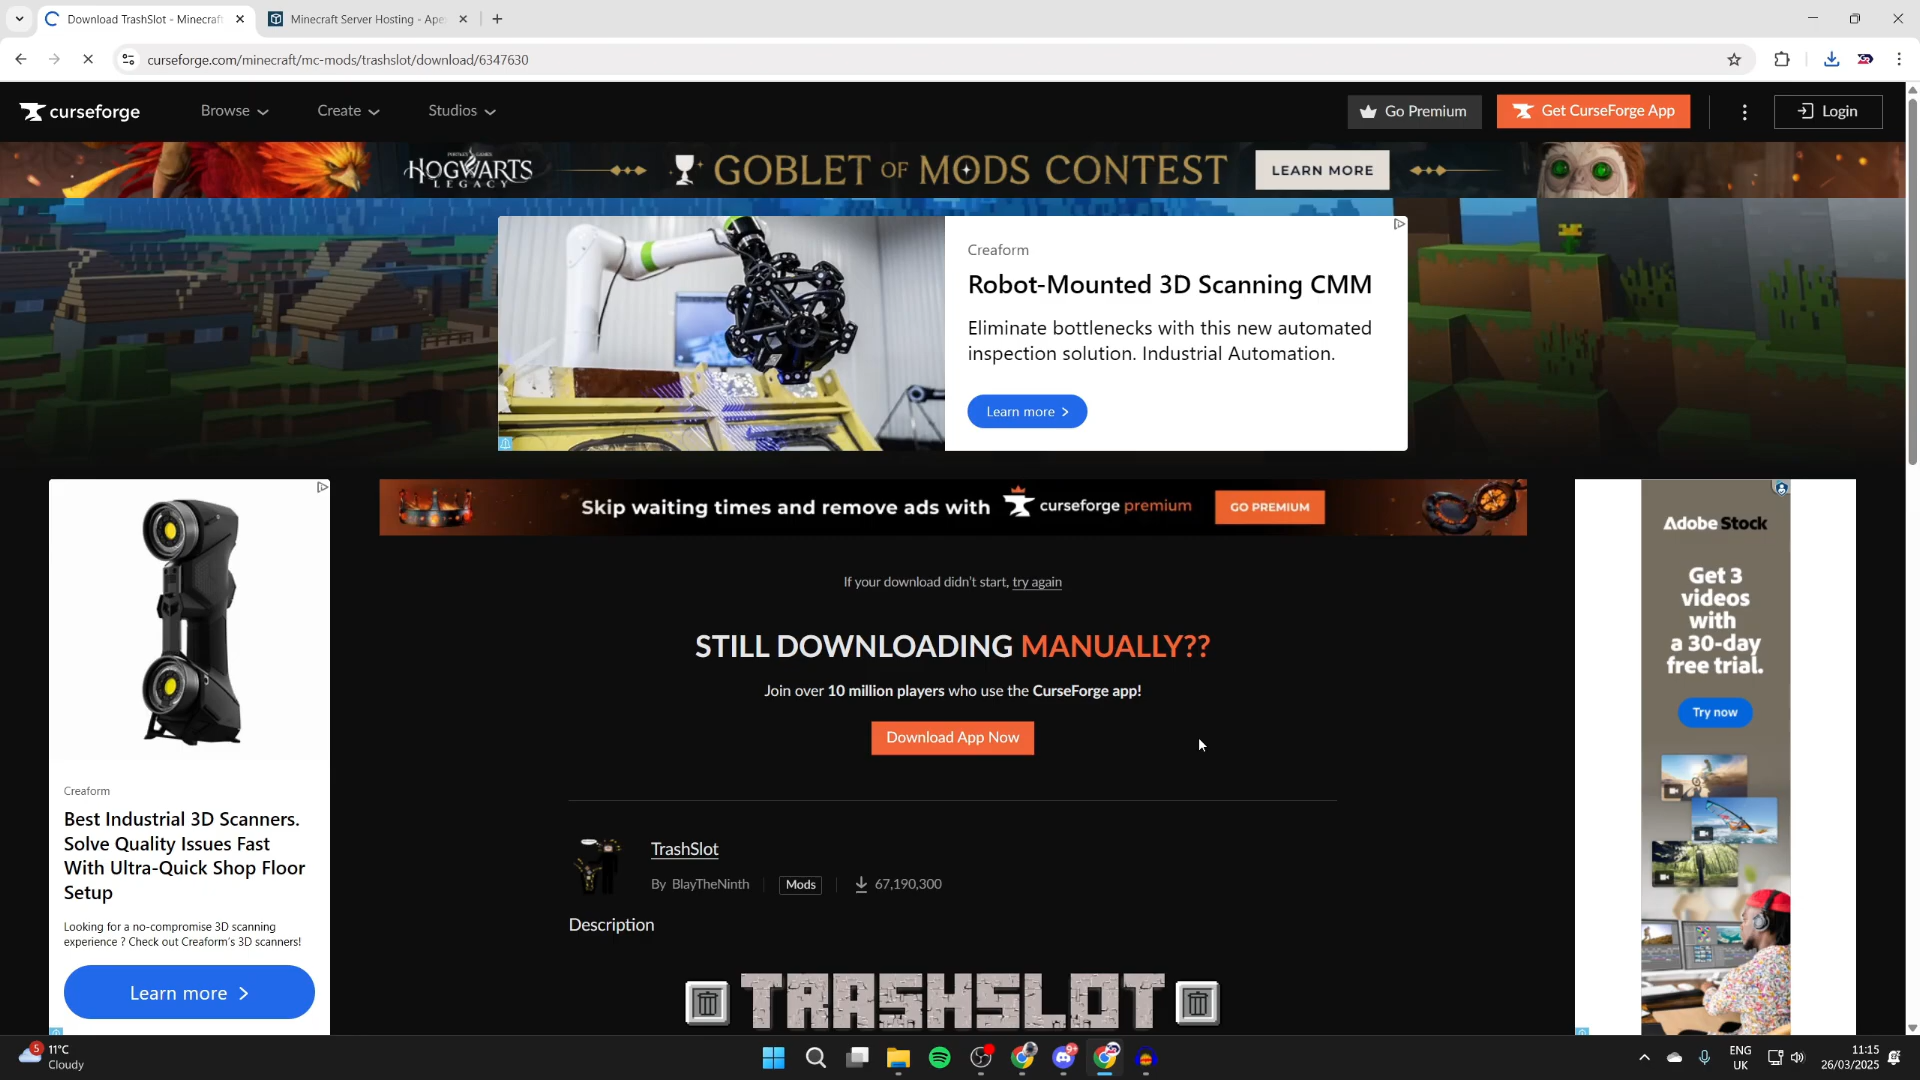 Download TrashSlot - Minecraft
Minecraft Server Hosting - Ape
curseforge.com/minecraft/mc-mods/trashslot/download/6347630
curseforge
Browse
Create
Studios
Go Premium
Get CurseForge App
Login
HOGWARTS
LEGACY
GOBLET OF MODS CONTEST
LEARN MORE
Creaform
Robot-Mounted 3D Scanning CMM
Eliminate bottlenecks with this new automated
inspection solution. Industrial Automation.
Learn more >
Skip waiting times and remove ads with curseforge premium
GO PREMIUM
If your download didn't start, try again
STILL DOWNLOADING MANUALLY??
Join over 10 million players who use the CurseForge app!
Download App Now
TrashSlot
By BlayTheNinth
Mods
67,190,300
Description
TRASHSLOT
Creaform
Best Industrial 3D Scanners.
Solve Quality Issues Fast
With Ultra-Quick Shop Floor
Setup
Looking for a no-compromise 3D scanning
experience ? Check out Creaform's 3D scanners!
Learn more >
Adobe Stock
Get 3
videos
with
a 30-day
free trial.
Try now
5
11°C
Cloudy
9+
ENG
UK
11:15
26/03/2025